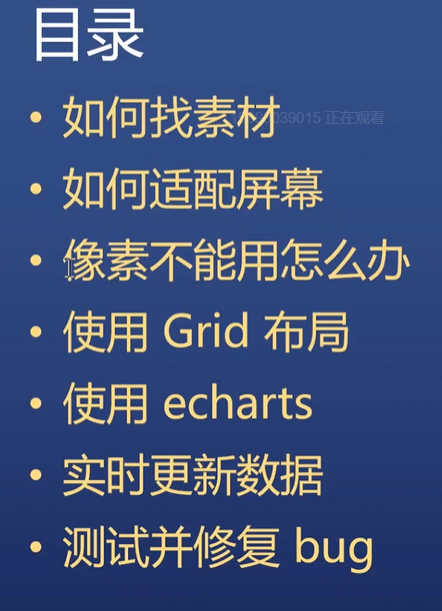 目录
• 如何找素材
039015 正在观看
• 如何适配屏幕
• 像素不能用怎么办
• 使用 Grid 布局
• 使用 echarts
• 实时更新数据
• 测试并修复 bug